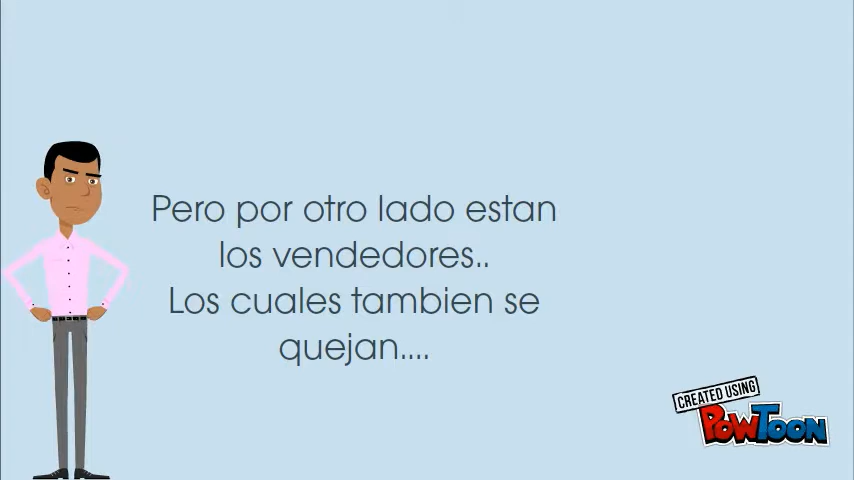 Pero por otro lado estan
los vendedores..
Los cuales tambien se
quejan....
CREATED USING
POWTOON